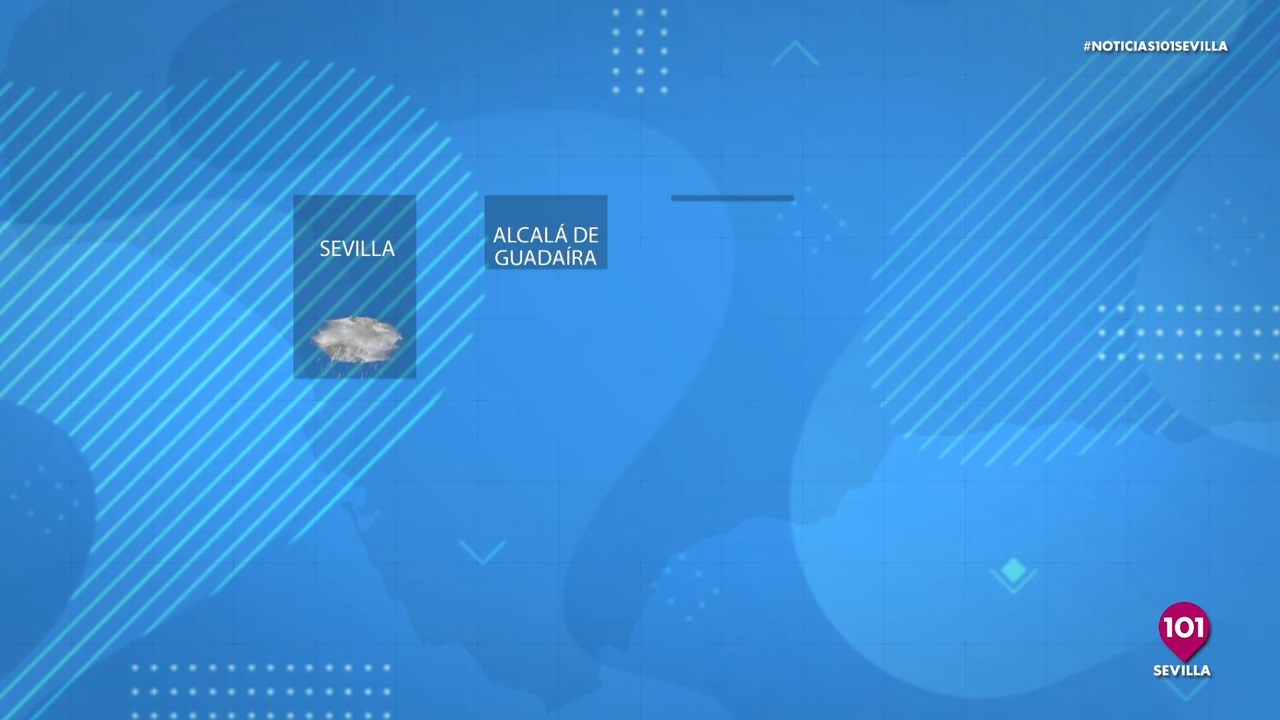 #NOTICIAS101SEVILLA
SEVILLA
ALCALÁ DE
GUADAÍRA
101
SEVILLA